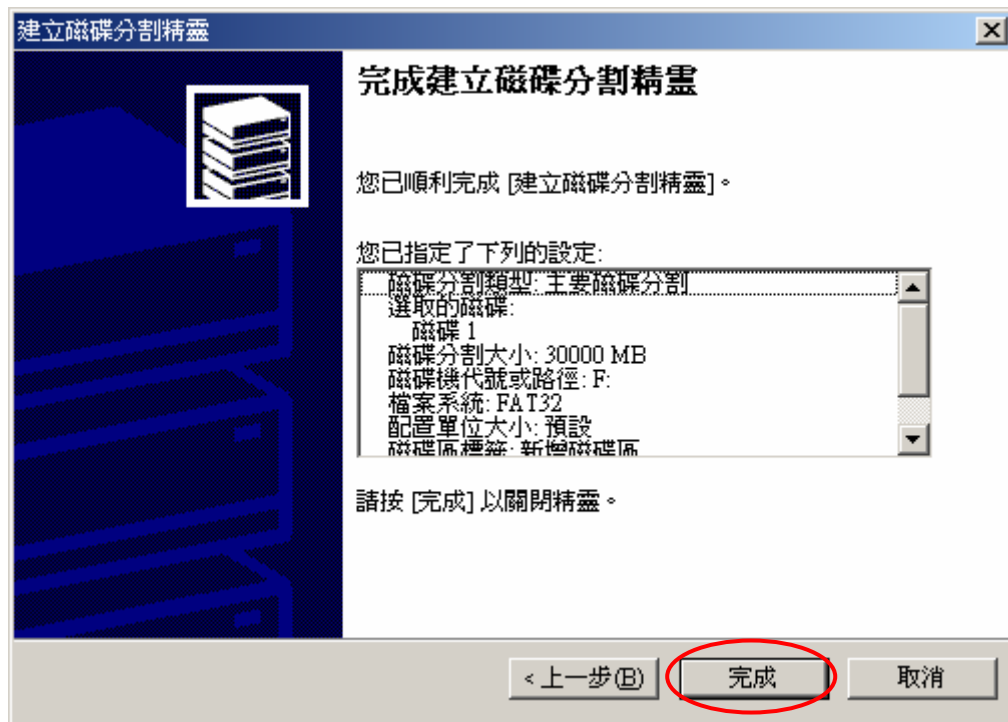 建立磁碟分割精靈
完成建立磁碟分割精靈
您已順利完成 [建立磁碟分割精靈]。
您已指定了下列的設定:
磁碟分割類型: 主要磁碟分割
選取的磁碟:
磁碟 1
磁碟分割大小: 30000 MB
磁碟機代號或路徑: F:
檔案系統: FAT32
配置單位大小: 預設
磁碟區標籤: 新增磁碟區
請按 [完成] 以關閉精靈。
<上一步(B)
完成
取消